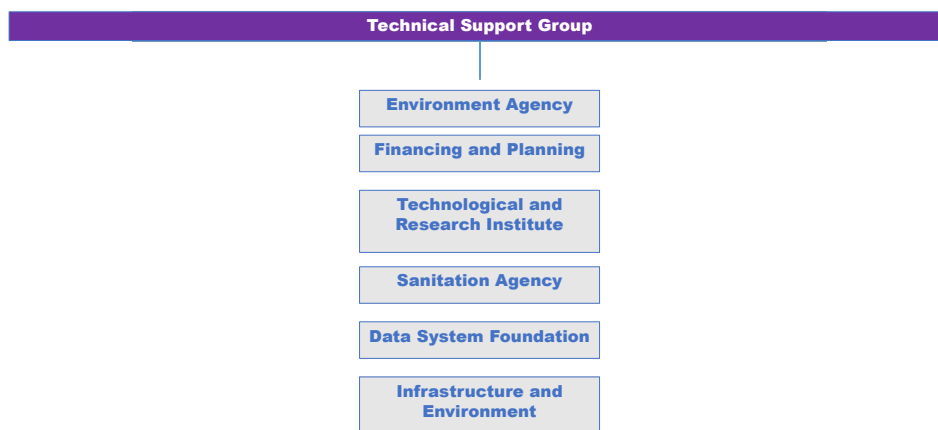 Technical Support Group
Environment Agency
Financing and Planning
Technological and
Research Institute
Sanitation Agency
Data System Foundation
Infrastructure and
Environment